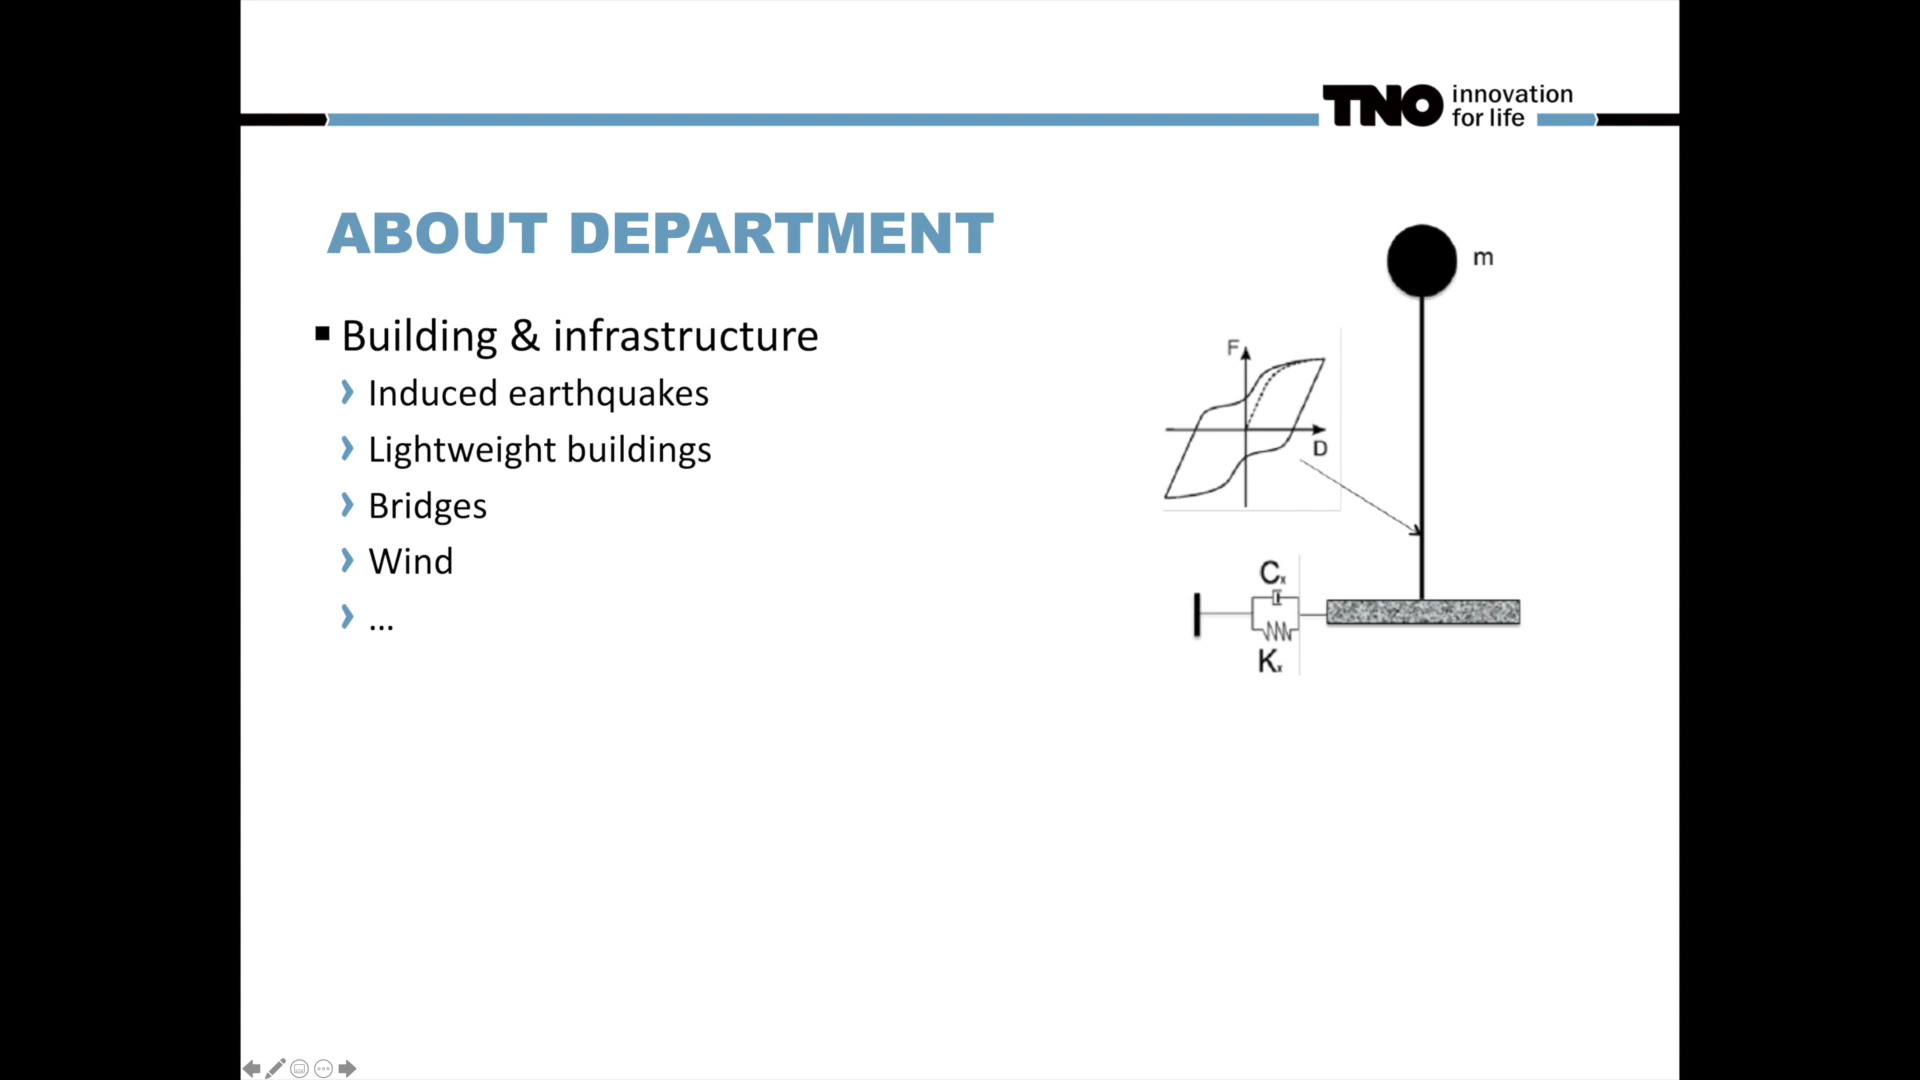 TNO innovation
for life
ABOUT DEPARTMENT
Building & infrastructure
Induced earthquakes
Lightweight buildings
Bridges
Wind
...
m
F
D
Cx
Kx